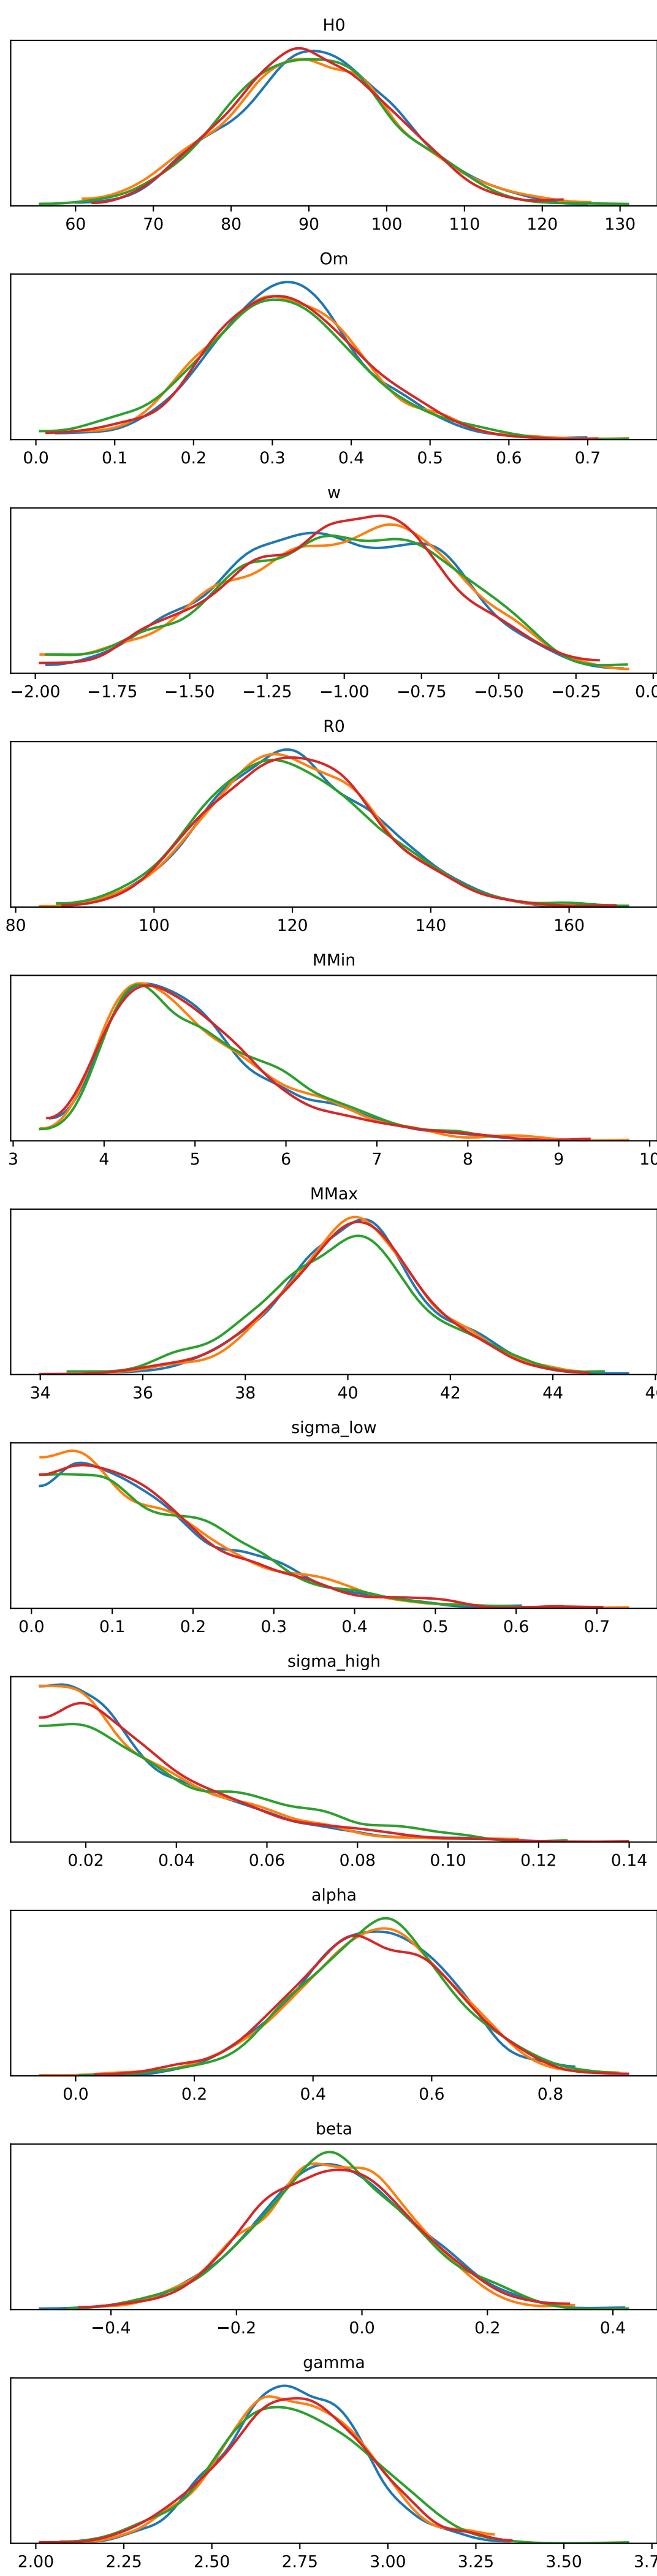 H0
60 70 80 90 100 110 120 130
Om
0.0 0.1 0.2 0.3 0.4 0.5 0.6 0.7
w
−2.00 −1.75 −1.50 −1.25 −1.00 −0.75 −0.50 −0.25 0.0
R0
80 100 120 140 160
MMin
3 4 5 6 7 8 9 10
MMax
34 36 38 40 42 44
sigma_low
0.0 0.1 0.2 0.3 0.4 0.5 0.6 0.7
sigma_high
0.02 0.04 0.06 0.08 0.10 0.12 0.14
alpha
0.0 0.2 0.4 0.6 0.8
beta
−0.4 −0.2 0.0 0.2 0.4
gamma
2.00 2.25 2.50 2.75 3.00 3.25 3.50 3.7